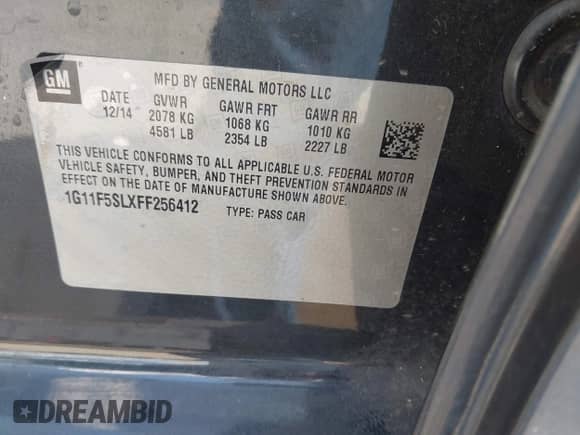 GM
MFD BY GENERAL MOTORS LLC
DATE GVWR GAWR FRT GAWR RR
12/14 2078 KG 1068 KG 1010 KG
4581 LB 2354 LB 2227 LB
THIS VEHICLE CONFORMS TO ALL APPLICABLE U.S. FEDERAL MOTOR
VEHICLE SAFETY, BUMPER, AND THEFT PREVENTION STANDARDS IN
EFFECT ON THE DATE OF MANUFACTURE SHOWN ABOVE.
1G11F5SLXFF256412 TYPE: PASS CAR
DREAMBID